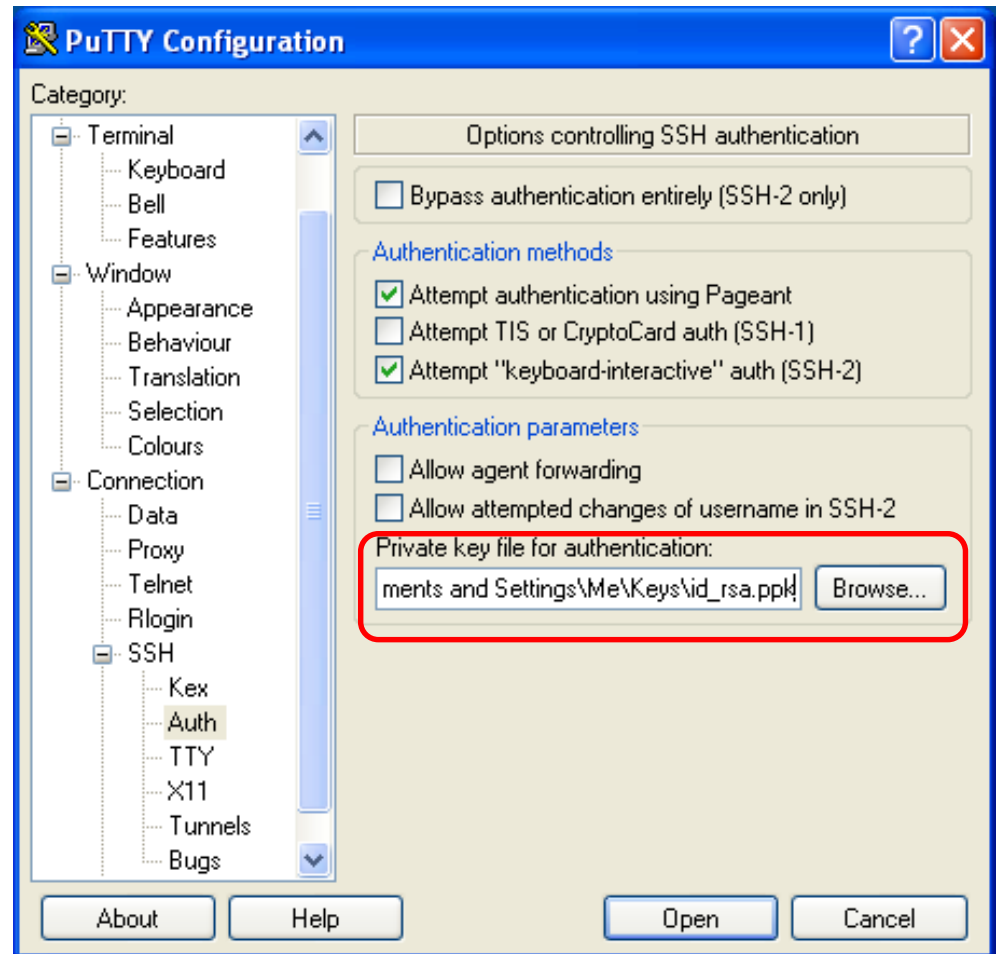 PuTTY Configuration
Category:
Terminal
Keyboard
Bell
Features
Window
Appearance
Behaviour
Translation
Selection
Colours
Connection
Data
Proxy
Telnet
Rlogin
SSH
Kex
Auth
TTY
X11
Tunnels
Bugs
Options controlling SSH authentication
Bypass authentication entirely (SSH-2 only)
Authentication methods
Attempt authentication using Pageant
Attempt TIS or CryptoCard auth (SSH-1)
Attempt "keyboard-interactive" auth (SSH-2)
Authentication parameters
Allow agent forwarding
Allow attempted changes of username in SSH-2
Private key file for authentication:
ments and Settings\Me\Keys\id_rsa.ppk
Browse...
About
Help
Open
Cancel